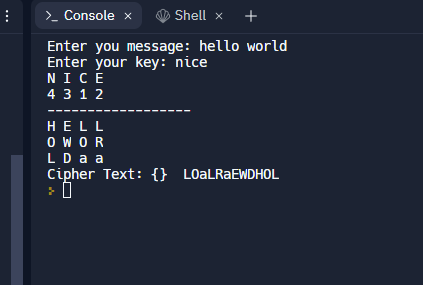 Console × Shell × +
Enter you message: hello world
Enter your key: nice
N I C E
4 3 1 2
------------------
H E L L
O W O R
L D a a
Cipher Text: {}  LOaLRaEWDHOL